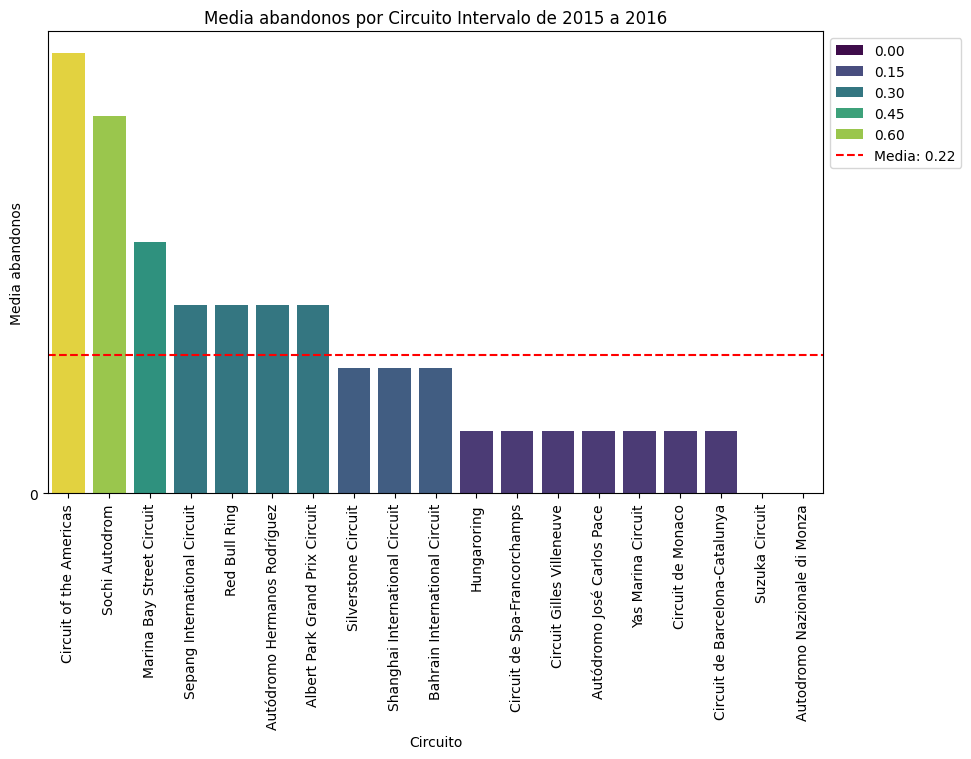 Media abandonos por Circuito Intervalo de 2015 a 2016
Media abandonos
0
0.00
0.15
0.30
0.45
0.60
Media: 0.22
Circuit of the Americas
Sochi Autodrom
Marina Bay Street Circuit
Sepang International Circuit
Red Bull Ring
Autódromo Hermanos Rodríguez
Albert Park Grand Prix Circuit
Silverstone Circuit
Shanghai International Circuit
Bahrain International Circuit
Hungaroring
Circuit de Spa-Francorchamps
Circuit Gilles Villeneuve
Autódromo José Carlos Pace
Yas Marina Circuit
Circuit de Monaco
Circuit de Barcelona-Catalunya
Suzuka Circuit
Autodromo Nazionale di Monza
Circuito